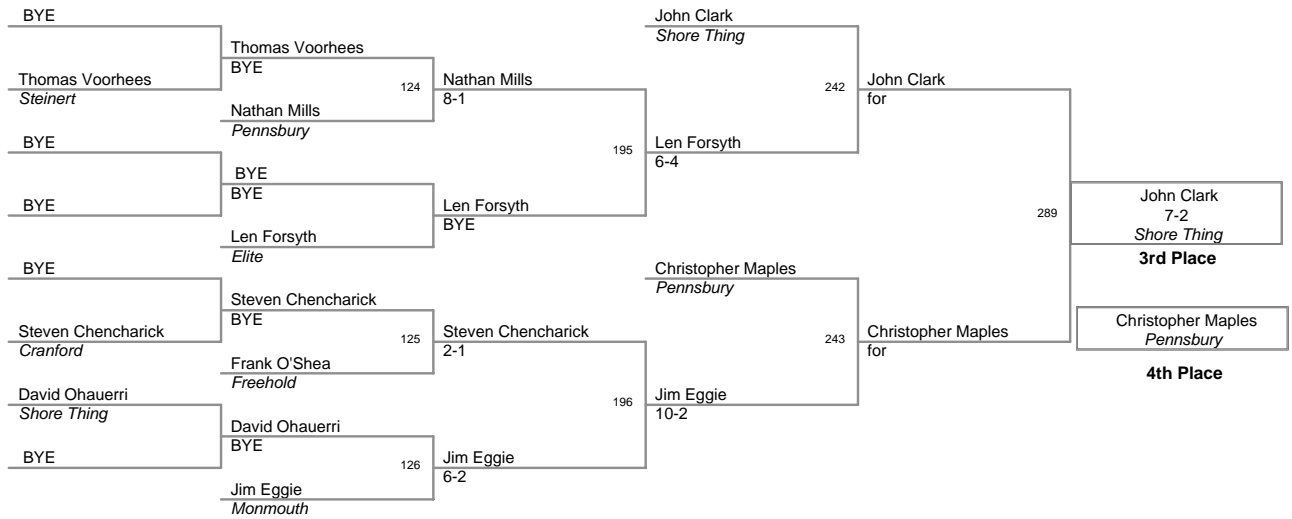 BYE
Thomas Voorhees
Steinert
BYE
BYE
BYE
Steven Chencharick
Cranford
David Ohauerri
Shore Thing
BYE
Thomas Voorhees
BYE
124
Nathan Mills
Pennsbury
BYE
BYE
Len Forsyth
Elite
Steven Chencharick
BYE
125
Frank O'Shea
Freehold
David Ohauerri
BYE
126
Jim Eggie
Monmouth
Nathan Mills
8-1
195
Len Forsyth
BYE
Steven Chencharick
2-1
196
Jim Eggie
6-2
John Clark
Shore Thing
242
Len Forsyth
6-4
Christopher Maples
Pennsbury
243
Jim Eggie
10-2
John Clark
for
289
Christopher Maples
for
John Clark
7-2
Shore Thing
3rd Place
Christopher Maples
Pennsbury
4th Place